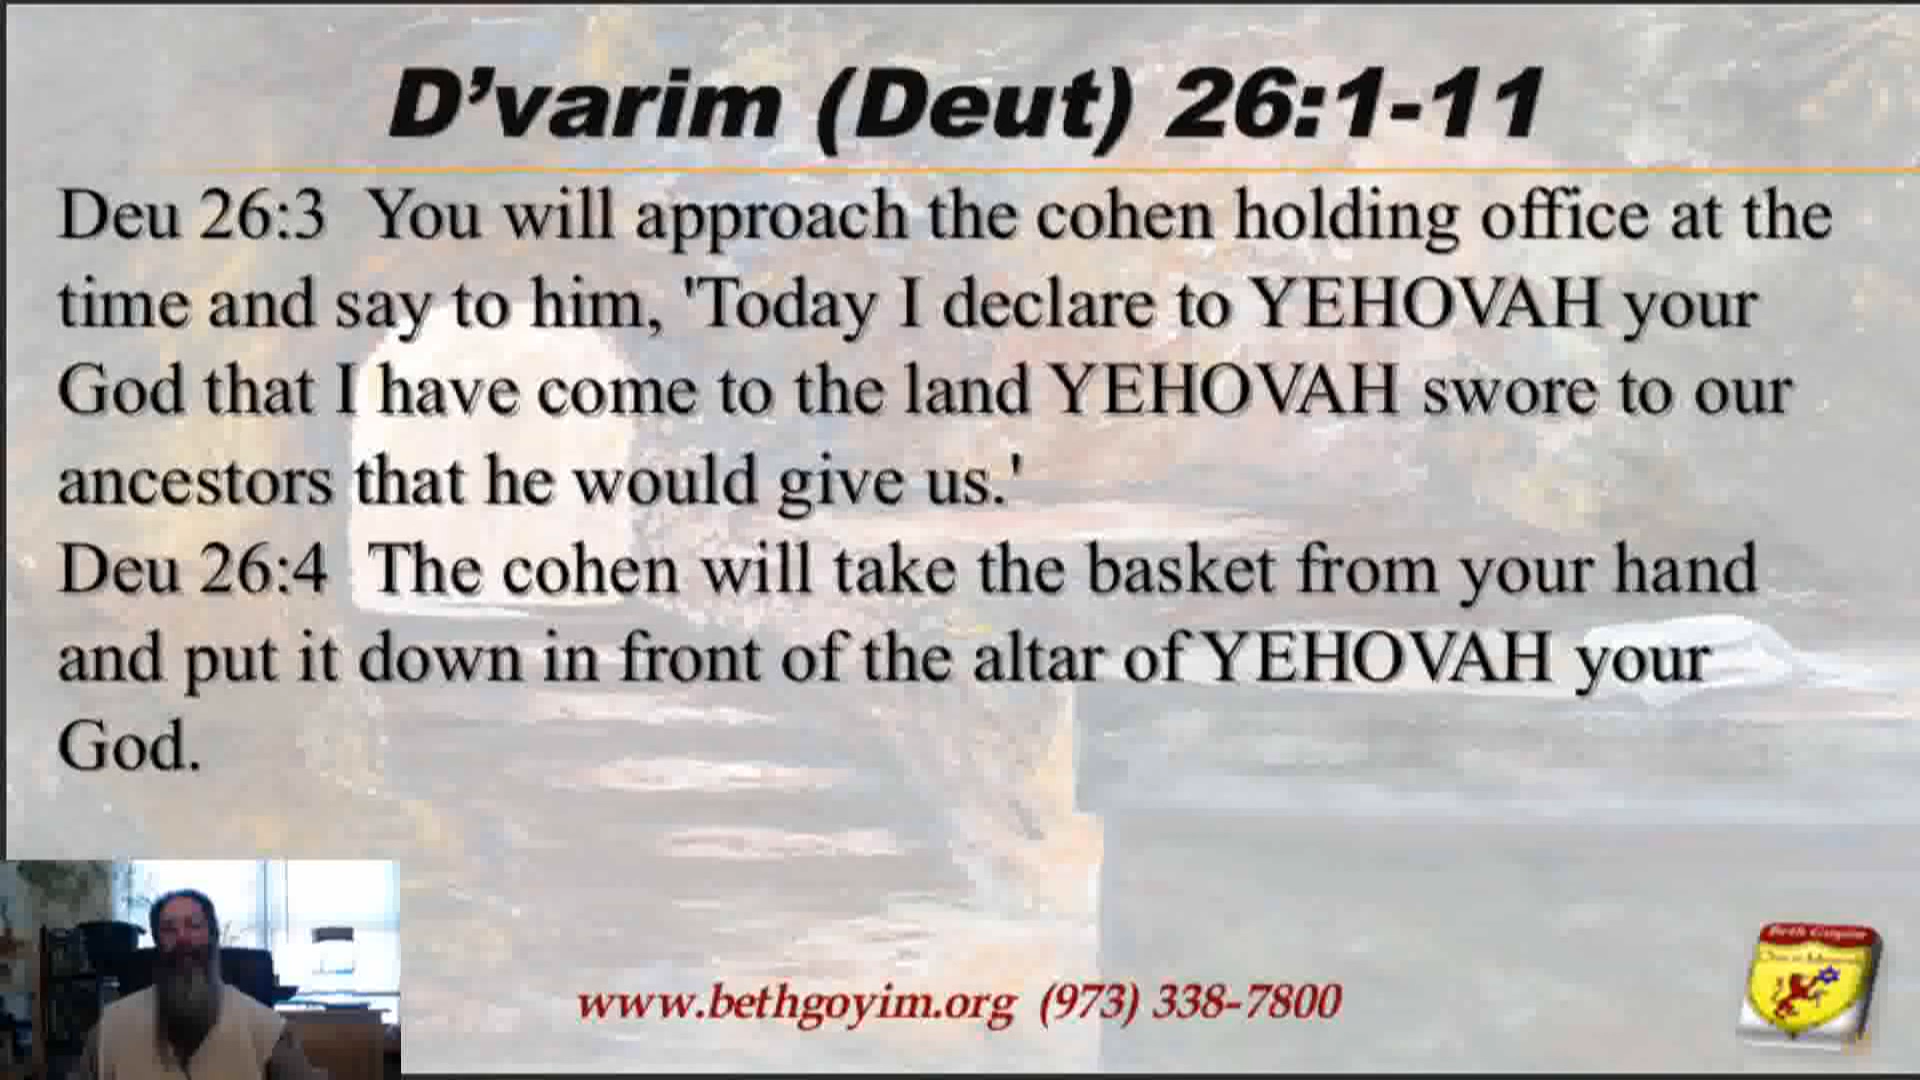 D’varim (Deut) 26:1-11
Deu 26:3 You will approach the cohen holding office at the
time and say to him, 'Today I declare to YEHOVAH your
God that I have come to the land YEHOVAH swore to our
ancestors that he would give us.'
Deu 26:4 The cohen will take the basket from your hand
and put it down in front of the altar of YEHOVAH your
God.
www.bethgoyim.org (973) 338-7800
Beth Goyim